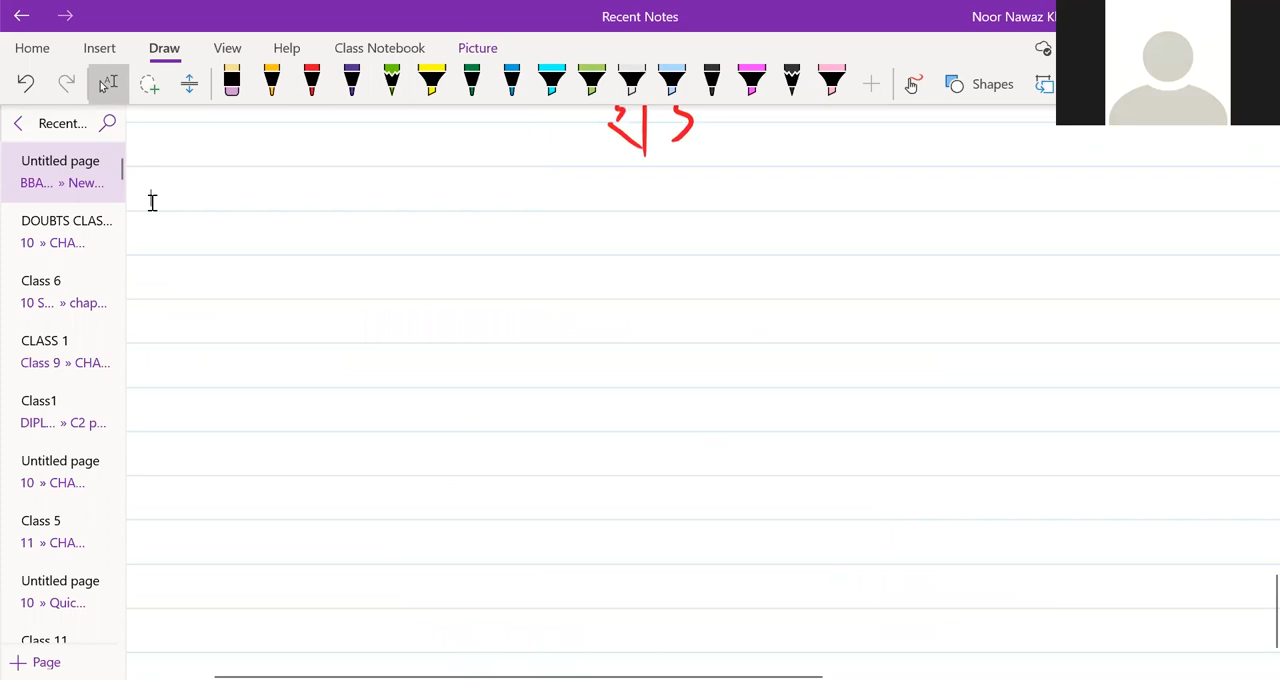 Recent Notes
Noor Nawaz Kh
Home Insert Draw View Help Class Notebook Picture
Shapes
Recent...
Untitled page
BBA... » New...
DOUBTS CLAS...
10 » CHA...
Class 6
10 S... » chap...
CLASS 1
Class 9 » CHA...
Class1
DIPL... » C2 p...
Untitled page
10 » CHA...
Class 5
11 » CHA...
Untitled page
10 » Quic...
Class 11
Page